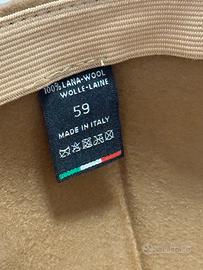 100% LANA-WOOL
WOLLE-LAINE
59
MADE IN ITALY